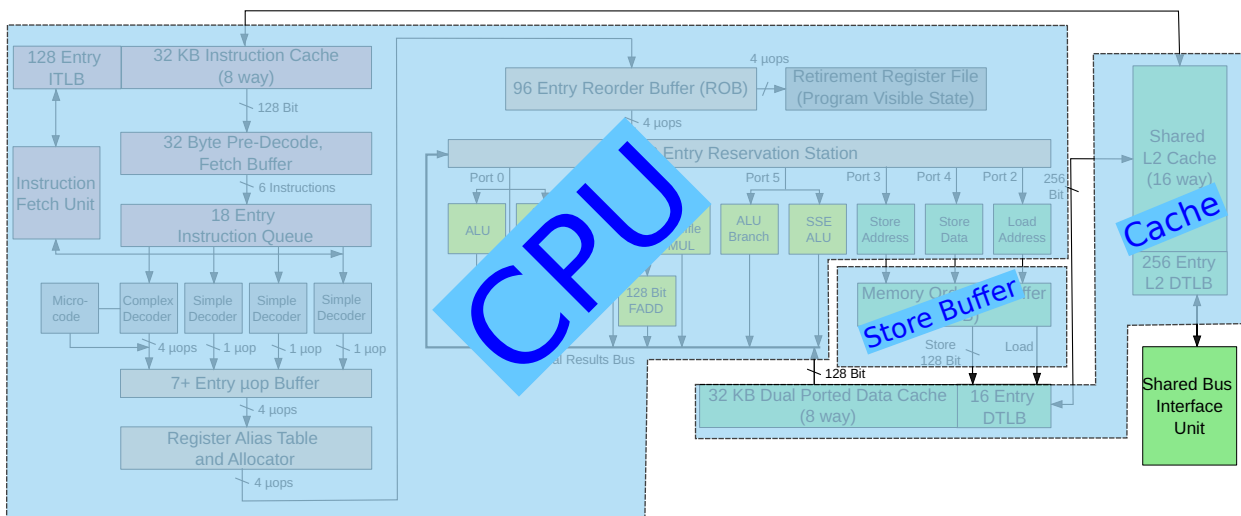 128 Entry
ITLB
32 KB Instruction Cache
(8 way)
128 Bit
32 Byte Pre-Decode,
Fetch Buffer
Instruction
Fetch Unit
6 Instructions
18 Entry
Instruction Queue
Micro-
code
Complex
Decoder
Simple
Decoder
Simple
Decoder
Simple
Decoder
4 µops
1 µop
1 µop
1 µop
7+ Entry µop Buffer
4 µops
Register Alias Table
and Allocator
4 µops
96 Entry Reorder Buffer (ROB)
4 µops
Retirement Register File
(Program Visible State)
4 µops
Entry Reservation Station
Port 0
Port 5
Port 3
Port 4
Port 2
ALU
MUL
ALU
Branch
SSE
ALU
Store
Address
Store
Data
Load
Address
128 Bit
FADD
CPU
Results Bus
Memory
Store Buffer
Store
128 Bit
Load
128 Bit
32 KB Dual Ported Data Cache
(8 way)
16 Entry
DTLB
256
Bit
Shared
L2 Cache
(16 way)
Cache
256 Entry
L2 DTLB
Shared Bus
Interface
Unit